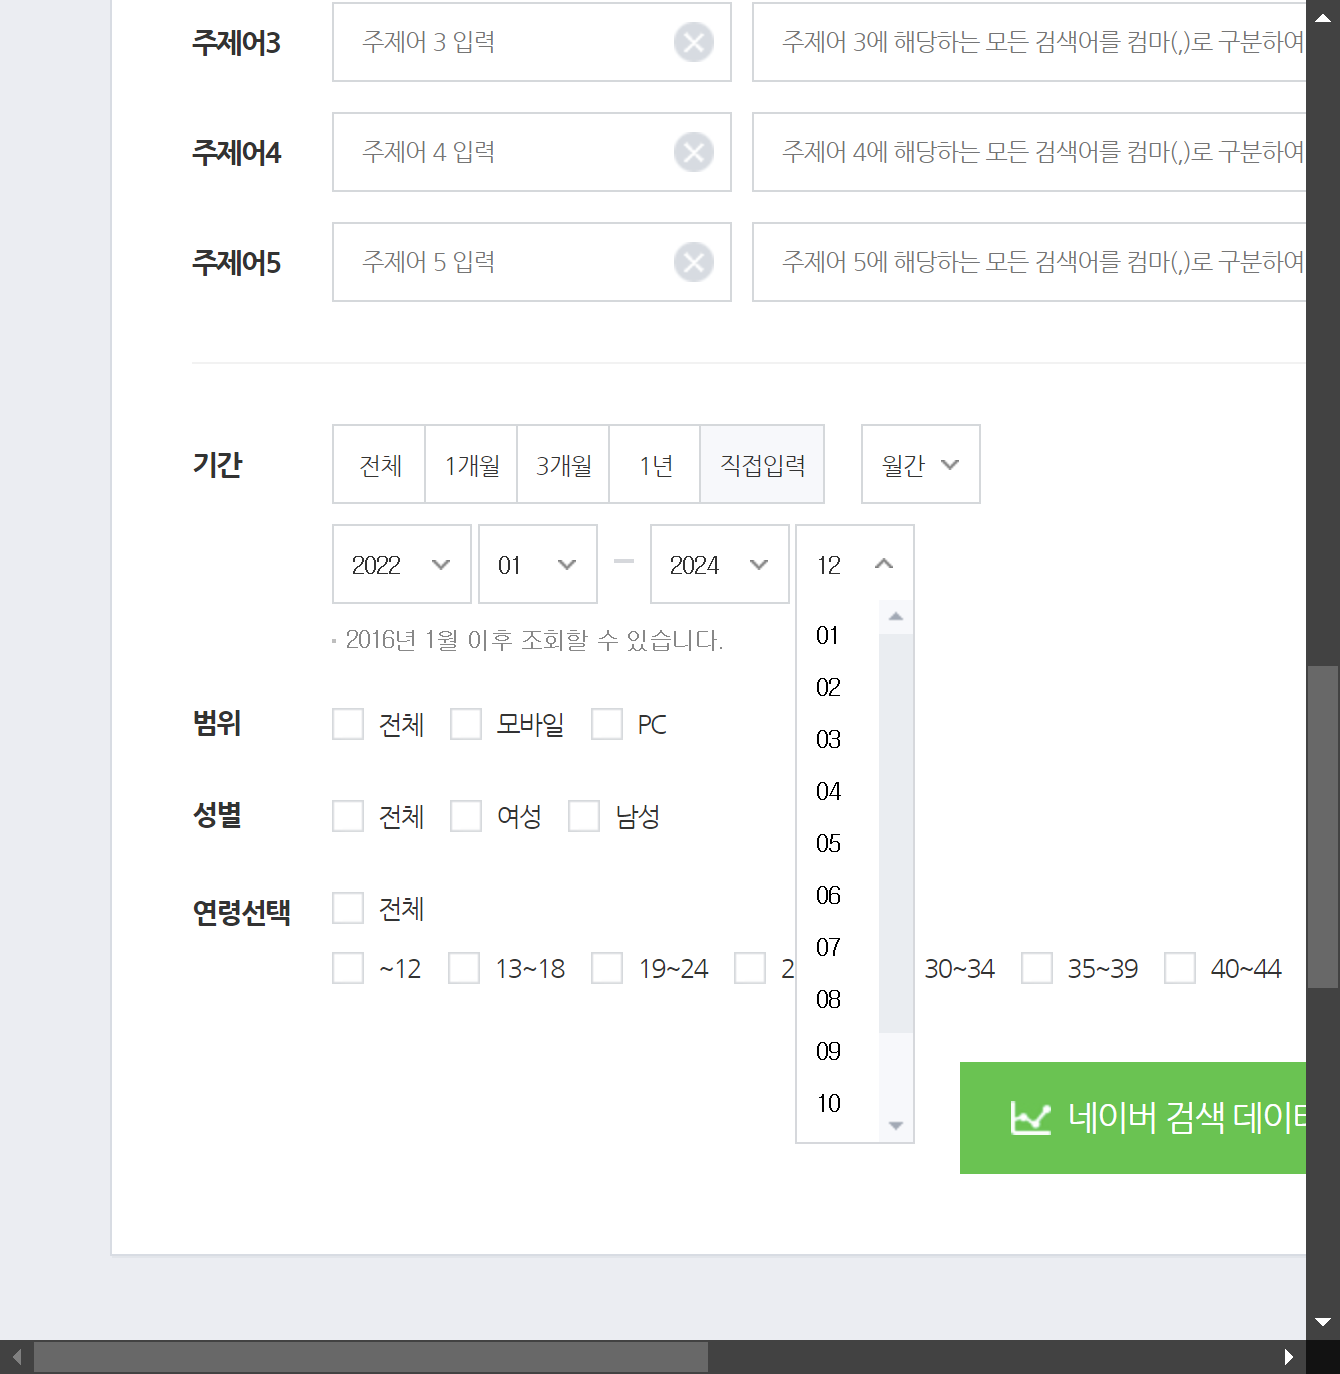 주제어3 주제어 3 입력 주제어 3에 해당하는 모든 검색어를 컴마(,)로 구분하여
주제어4 주제어 4 입력 주제어 4에 해당하는 모든 검색어를 컴마(,)로 구분하여
주제어5 주제어 5 입력 주제어 5에 해당하는 모든 검색어를 컴마(,)로 구분하여
기간 전체 1개월 3개월 1년 직접입력 월간
2022 01 2024 12
01
02
03
04
05
06
07
08
09
10
2016년 1월 이후 조회할 수 있습니다.
범위 전체 모바일 PC
성별 전체 여성 남성
연령선택 전체
~12 13~18 19~24 2 30~34 35~39 40~44
네이버 검색